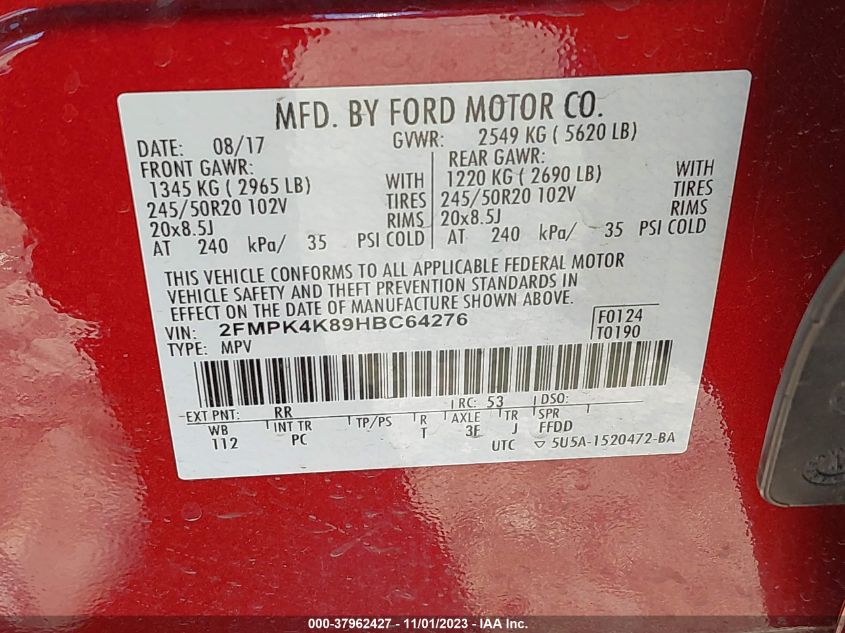 MFD. BY FORD MOTOR CO.
DATE: 08/17 GVWR: 2549 KG ( 5620 LB)
FRONT GAWR: REAR GAWR:
1345 KG ( 2965 LB) WITH 1220 KG ( 2690 LB) WITH
245/50R20 102V TIRES 245/50R20 102V TIRES
20x8.5J RIMS 20x8.5J RIMS
AT 240 kPa/ 35 PSI COLD AT 240 kPa/ 35 PSI COLD
THIS VEHICLE CONFORMS TO ALL APPLICABLE FEDERAL MOTOR
VEHICLE SAFETY AND THEFT PREVENTION STANDARDS IN
EFFECT ON THE DATE OF MANUFACTURE SHOWN ABOVE.
VIN: 2FMPK4K89HBC64276 F0124
TYPE: MPV T0190
EXT PNT: RR RC: 53 DSO:
WB INT TR TP/PS R AXLE TR SPR
112 PC T 3F J FFDD
UTC ▽ 5U5A-1520472-BA
000-37962427 - 11/01/2023 - IAA Inc.